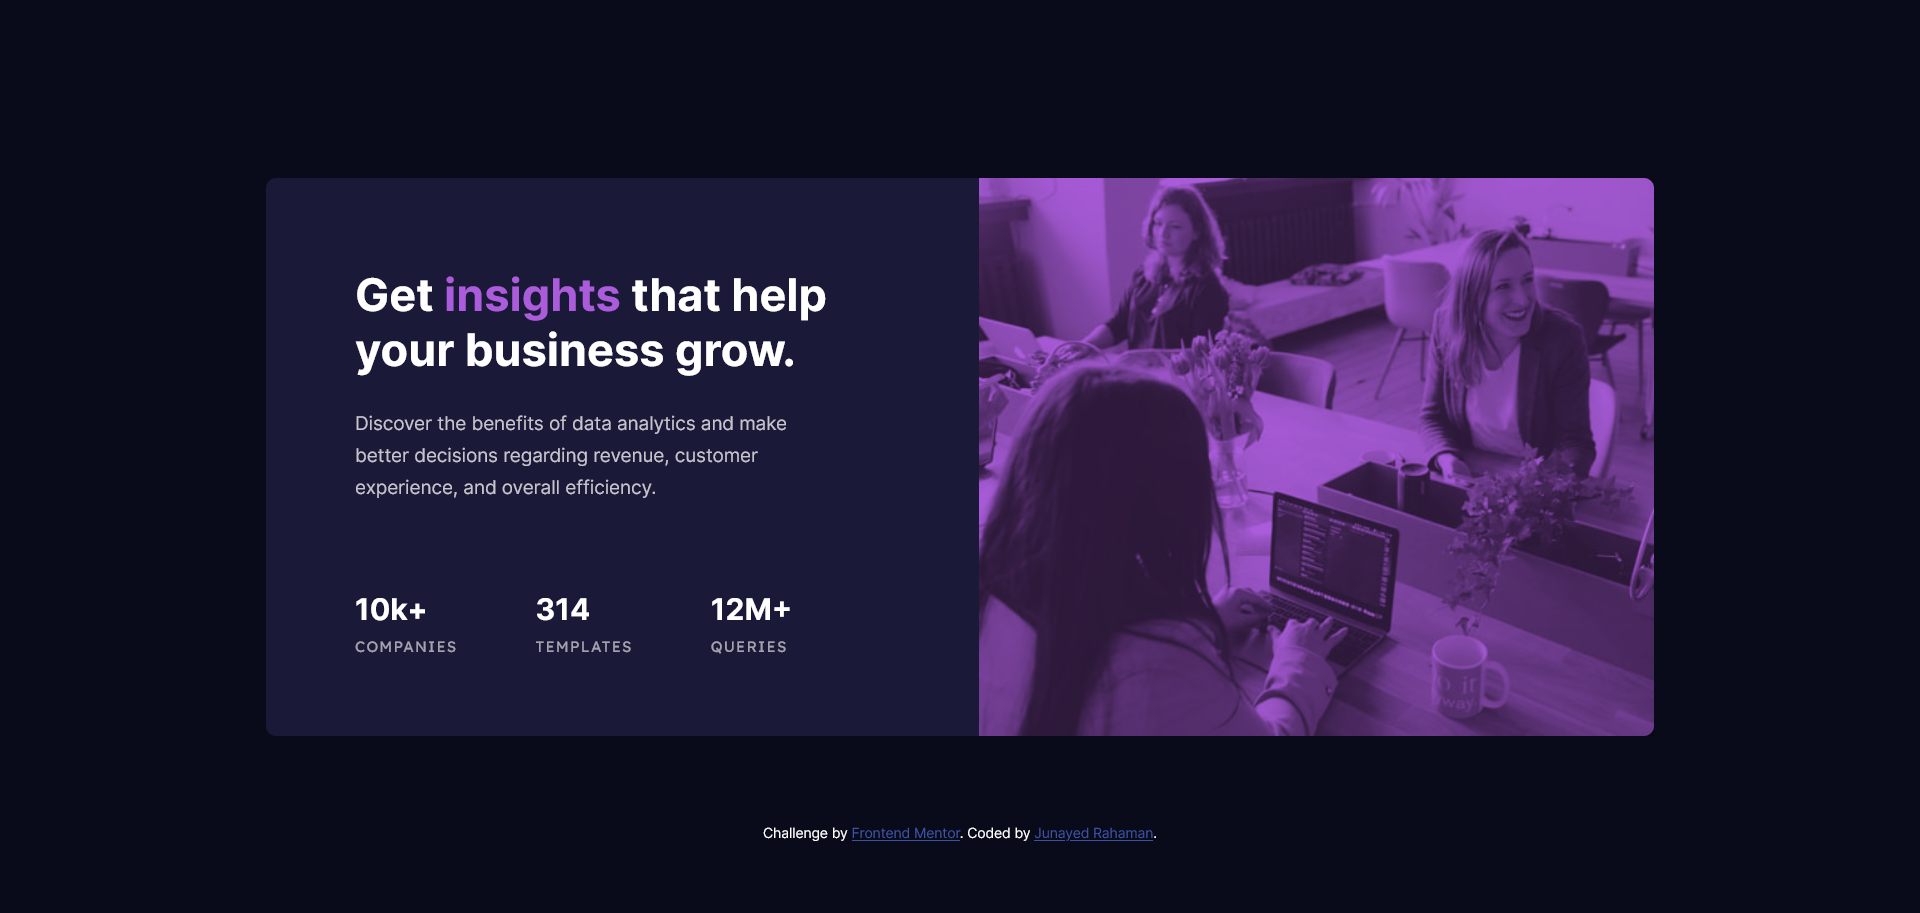 Get insights that help
your business grow.
Discover the benefits of data analytics and make
better decisions regarding revenue, customer
experience, and overall efficiency.
10k+ 314 12M+
COMPANIES TEMPLATES QUERIES
Challenge by Frontend Mentor. Coded by Junayed Rahaman.